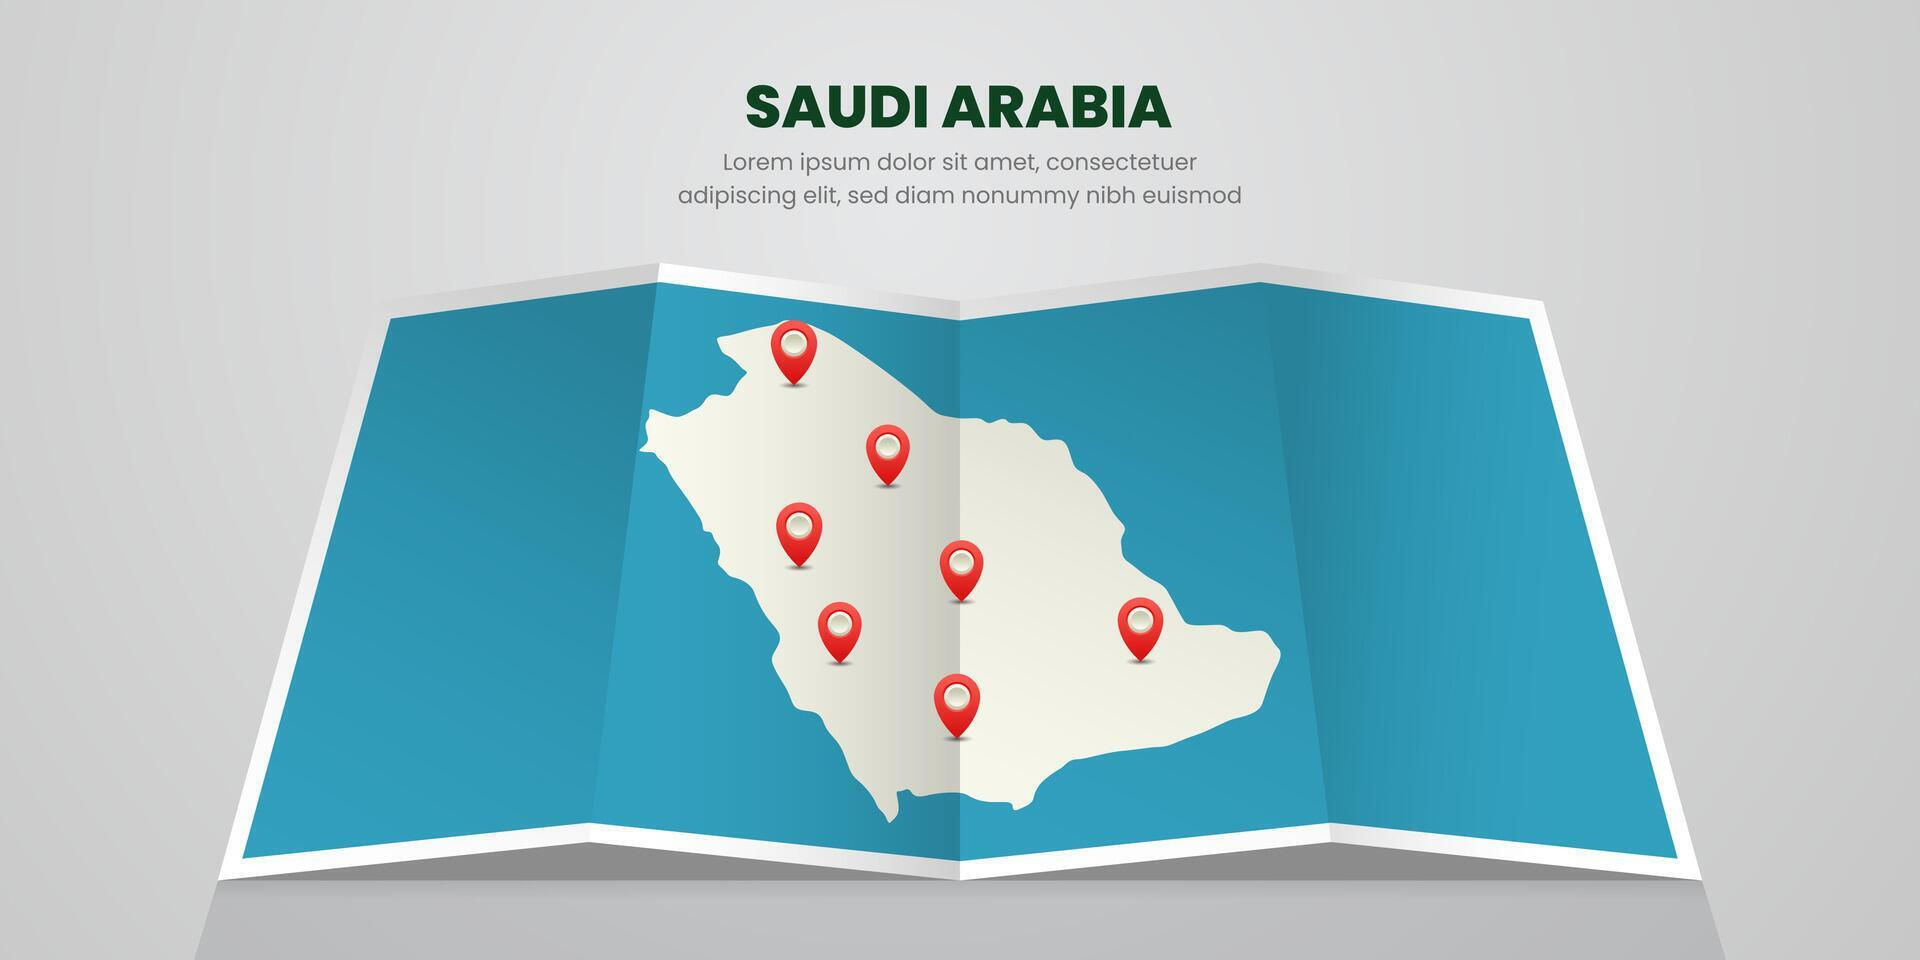 SAUDI ARABIA
Lorem ipsum dolor sit amet, consectetuer
adipiscing elit, sed diam nonummy nibh euismod